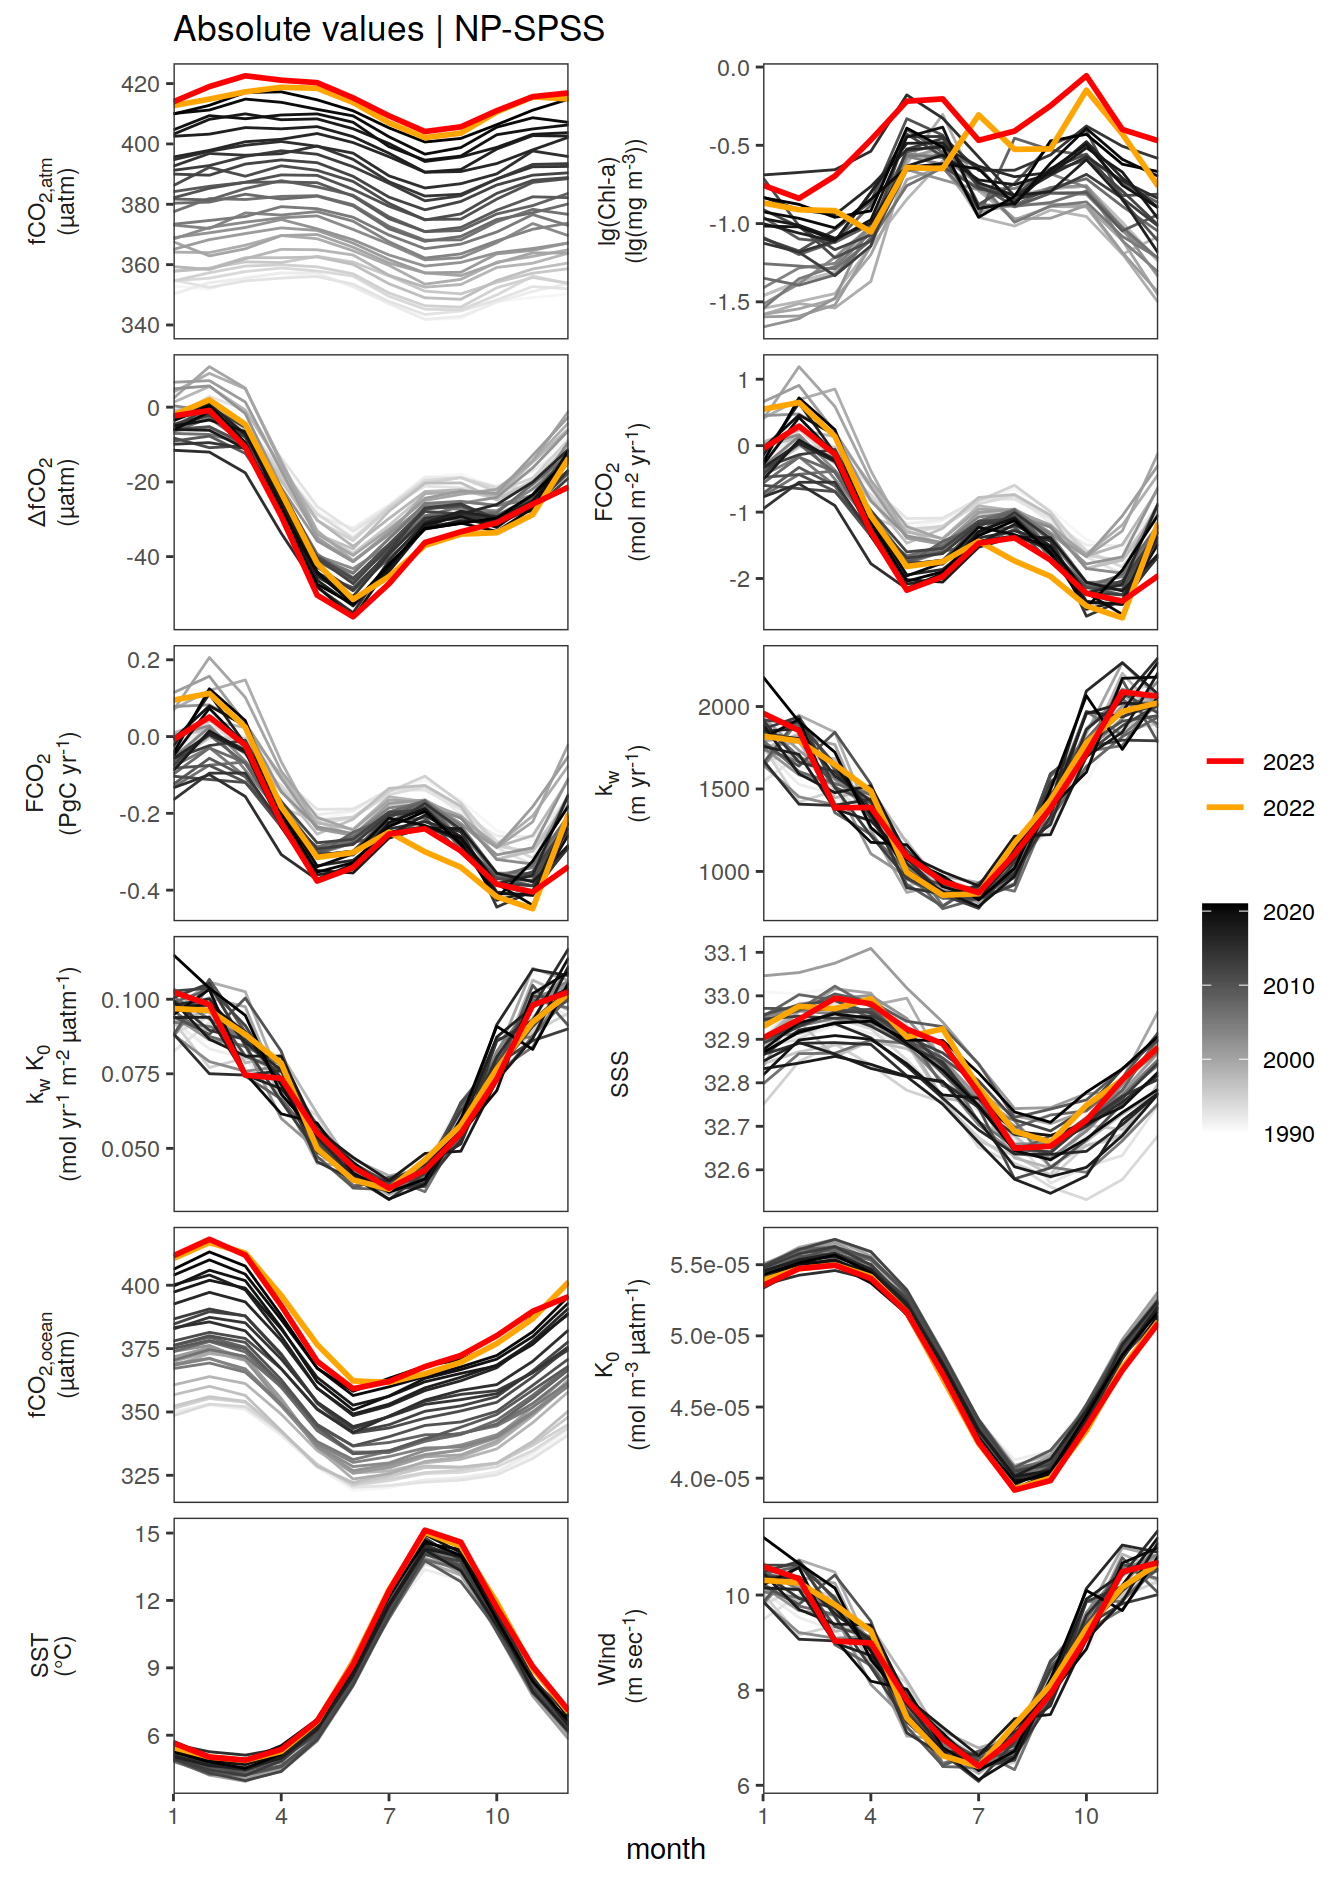 Absolute values | NP-SPSS
fCO2,atm
(µatm)
420
400
380
360
340
lg(Chl-a)
(lg(mg m-3))
0.0
-0.5
-1.0
-1.5
ΔfCO2
(µatm)
0
-20
-40
FCO2
(mol m-2 yr-1)
1
0
-1
-2
FCO2
(PgC yr-1)
0.2
0.0
-0.2
-0.4
kw
(m yr-1)
2000
1500
1000
kw K0
(mol yr-1 m-2 µatm-1)
0.100
0.075
0.050
SSS
33.1
33.0
32.9
32.8
32.7
32.6
fCO2,ocean
(µatm)
400
375
350
325
K0
(mol m-3 µatm-1)
5.5e-05
5.0e-05
4.5e-05
4.0e-05
SST
(°C)
15
12
9
6
Wind
(m sec-1)
10
8
6
1 4 7 10
1 4 7 10
month
2023
2022
2020
2010
2000
1990